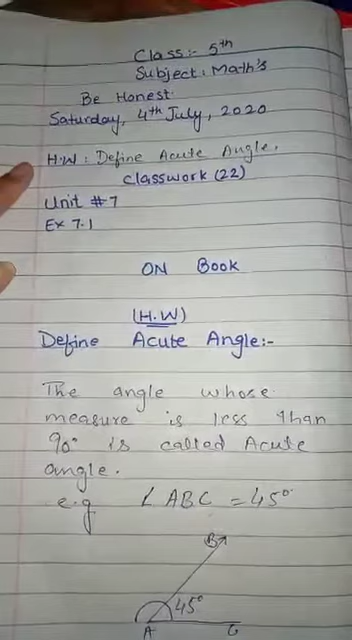 Class:- 5th
Subject: Math's
Be Honest.
Saturday, 4th July, 2020
H.W: Define Acute Angle.
Classwork (22)
Unit #7
Ex 7.1
ON Book
(H.W)
Define Acute Angle:-
The angle whose
measure is less than
90° is called Acute
angle.
e.g ∠ABC = 45°
B
45°
A C